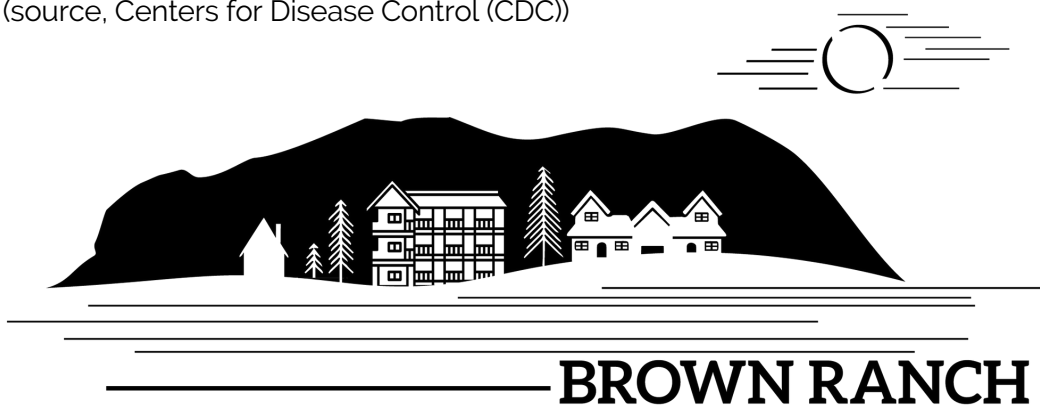 (source, Centers for Disease Control (CDC))
BROWN RANCH